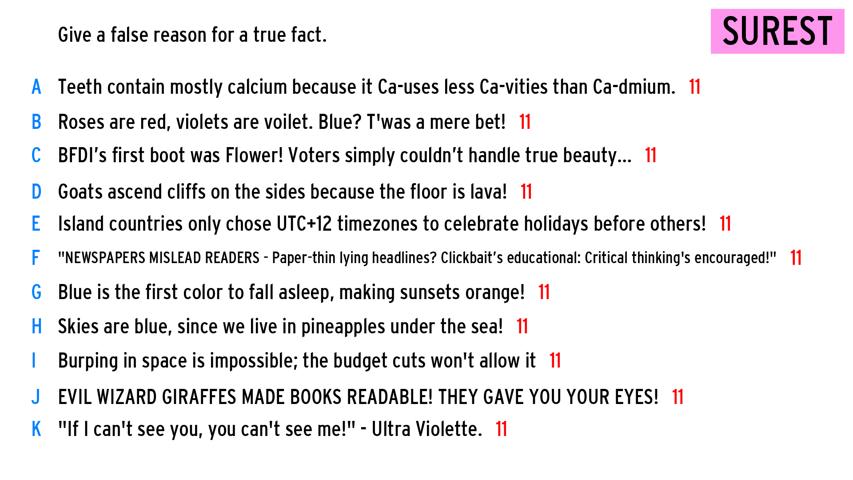 Give a false reason for a true fact.
SUREST
A Teeth contain mostly calcium because it Ca-uses less Ca-vities than Ca-dmium. 11
B Roses are red, violets are voilet. Blue? T'was a mere bet! 11
C BFDI's first boot was Flower! Voters simply couldn't handle true beauty... 11
D Goats ascend cliffs on the sides because the floor is lava! 11
E Island countries only chose UTC+12 timezones to celebrate holidays before others! 11
F "NEWSPAPERS MISLEAD READERS - Paper-thin lying headlines? Clickbait's educational: Critical thinking's encouraged!" 11
G Blue is the first color to fall asleep, making sunsets orange! 11
H Skies are blue, since we live in pineapples under the sea! 11
I Burping in space is impossible; the budget cuts won't allow it 11
J EVIL WIZARD GIRAFFES MADE BOOKS READABLE! THEY GAVE YOU YOUR EYES! 11
K "If I can't see you, you can't see me!" - Ultra Violette. 11